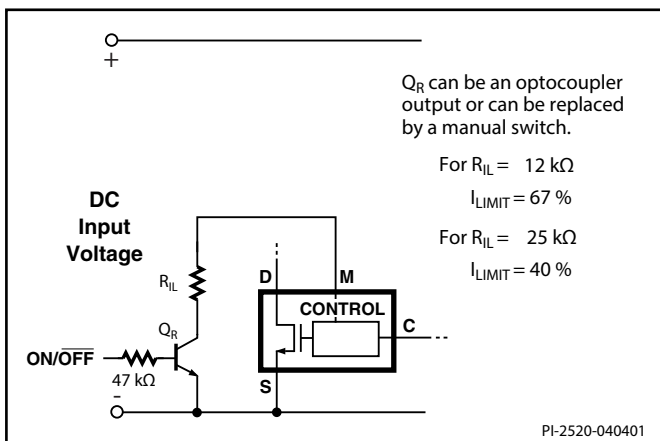 +
Q_R can be an optocoupler
output or can be replaced
by a manual switch.
For R_IL = 12 kΩ
I_LIMIT = 67 %
For R_IL = 25 kΩ
I_LIMIT = 40 %
DC
Input
Voltage
R_IL
D
M
CONTROL
C
Q_R
ON/O̅F̅F̅
47 kΩ
S
-
PI-2520-040401